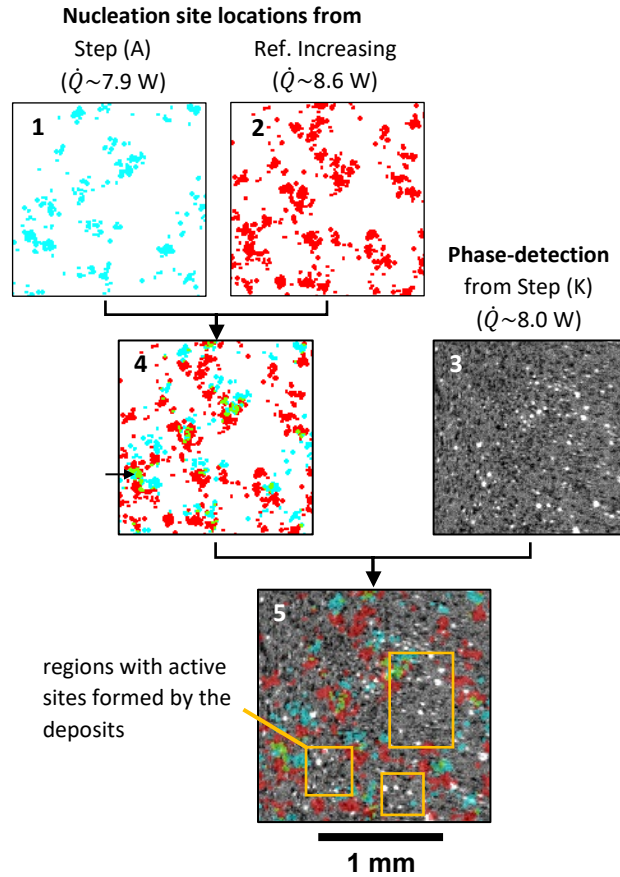 Nucleation site locations from
Step (A)
(Q̇~7.9 W)
Ref. Increasing
(Q̇~8.6 W)
1
2
Phase-detection
from Step (K)
(Q̇~8.0 W)
4
3
5
regions with active
sites formed by the
deposits
1 mm